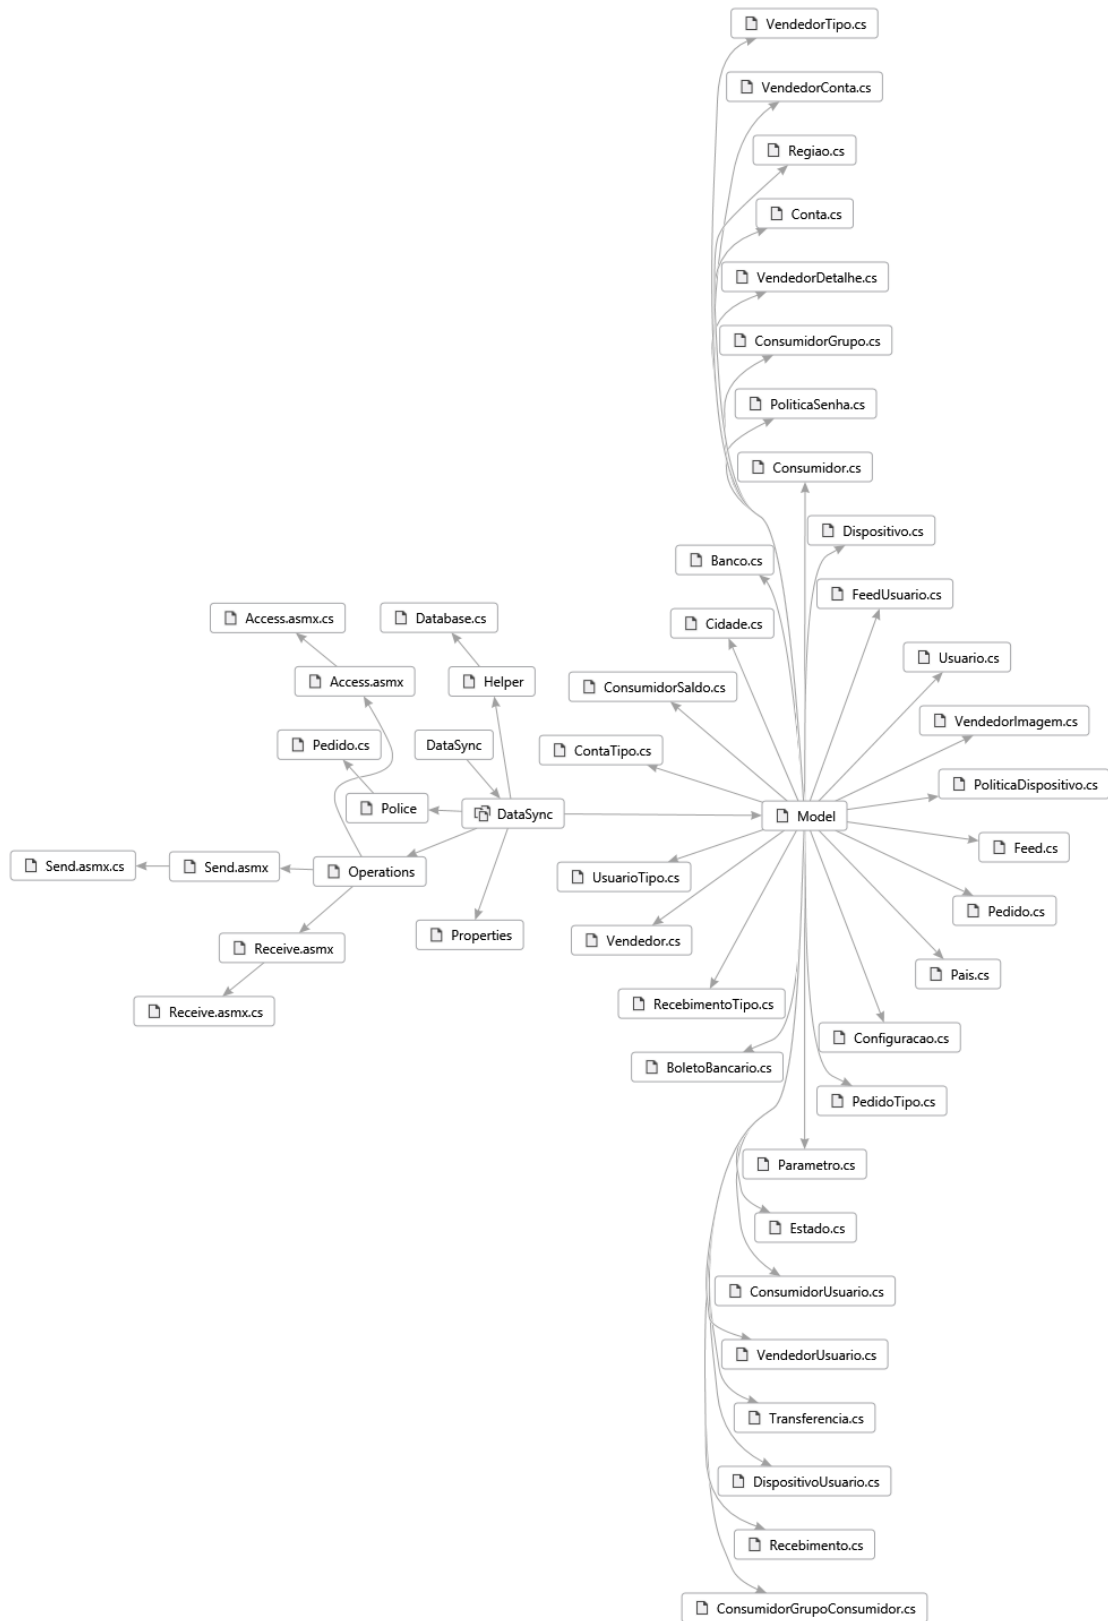 VendedorTipo.cs
VendedorConta.cs
Regiao.cs
Conta.cs
VendedorDetalhe.cs
ConsumidorGrupo.cs
PoliticaSenha.cs
Consumidor.cs
Dispositivo.cs
Banco.cs
FeedUsuario.cs
Access.asmx.cs
Database.cs
Cidade.cs
Usuario.cs
Access.asmx
Helper
ConsumidorSaldo.cs
VendedorImagem.cs
Pedido.cs
DataSync
ContaTipo.cs
PoliticaDispositivo.cs
Police
DataSync
Model
Feed.cs
Send.asmx.cs
Send.asmx
Operations
UsuarioTipo.cs
Pedido.cs
Properties
Vendedor.cs
Receive.asmx
Pais.cs
Receive.asmx.cs
RecebimentoTipo.cs
Configuracao.cs
BoletoBancario.cs
PedidoTipo.cs
Parametro.cs
Estado.cs
ConsumidorUsuario.cs
VendedorUsuario.cs
Transferencia.cs
DispositivoUsuario.cs
Recebimento.cs
ConsumidorGrupoConsumidor.cs